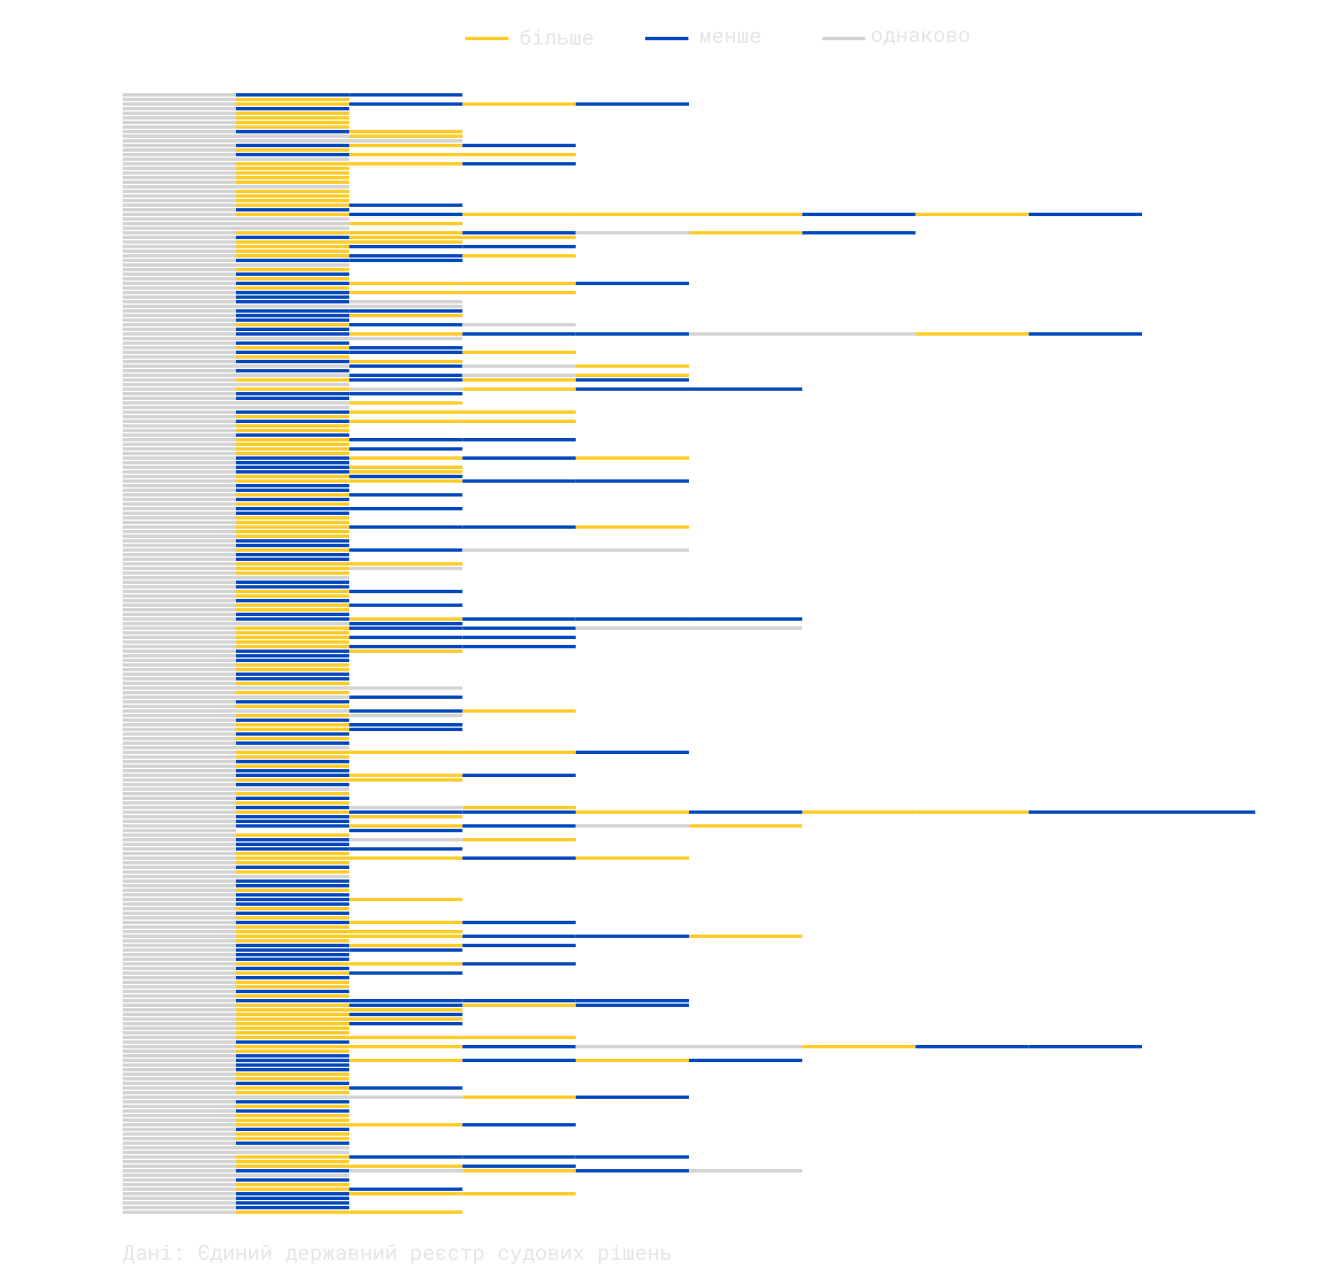 більше менше однаково
Дані: Єдиний державний реєстр судових рішень